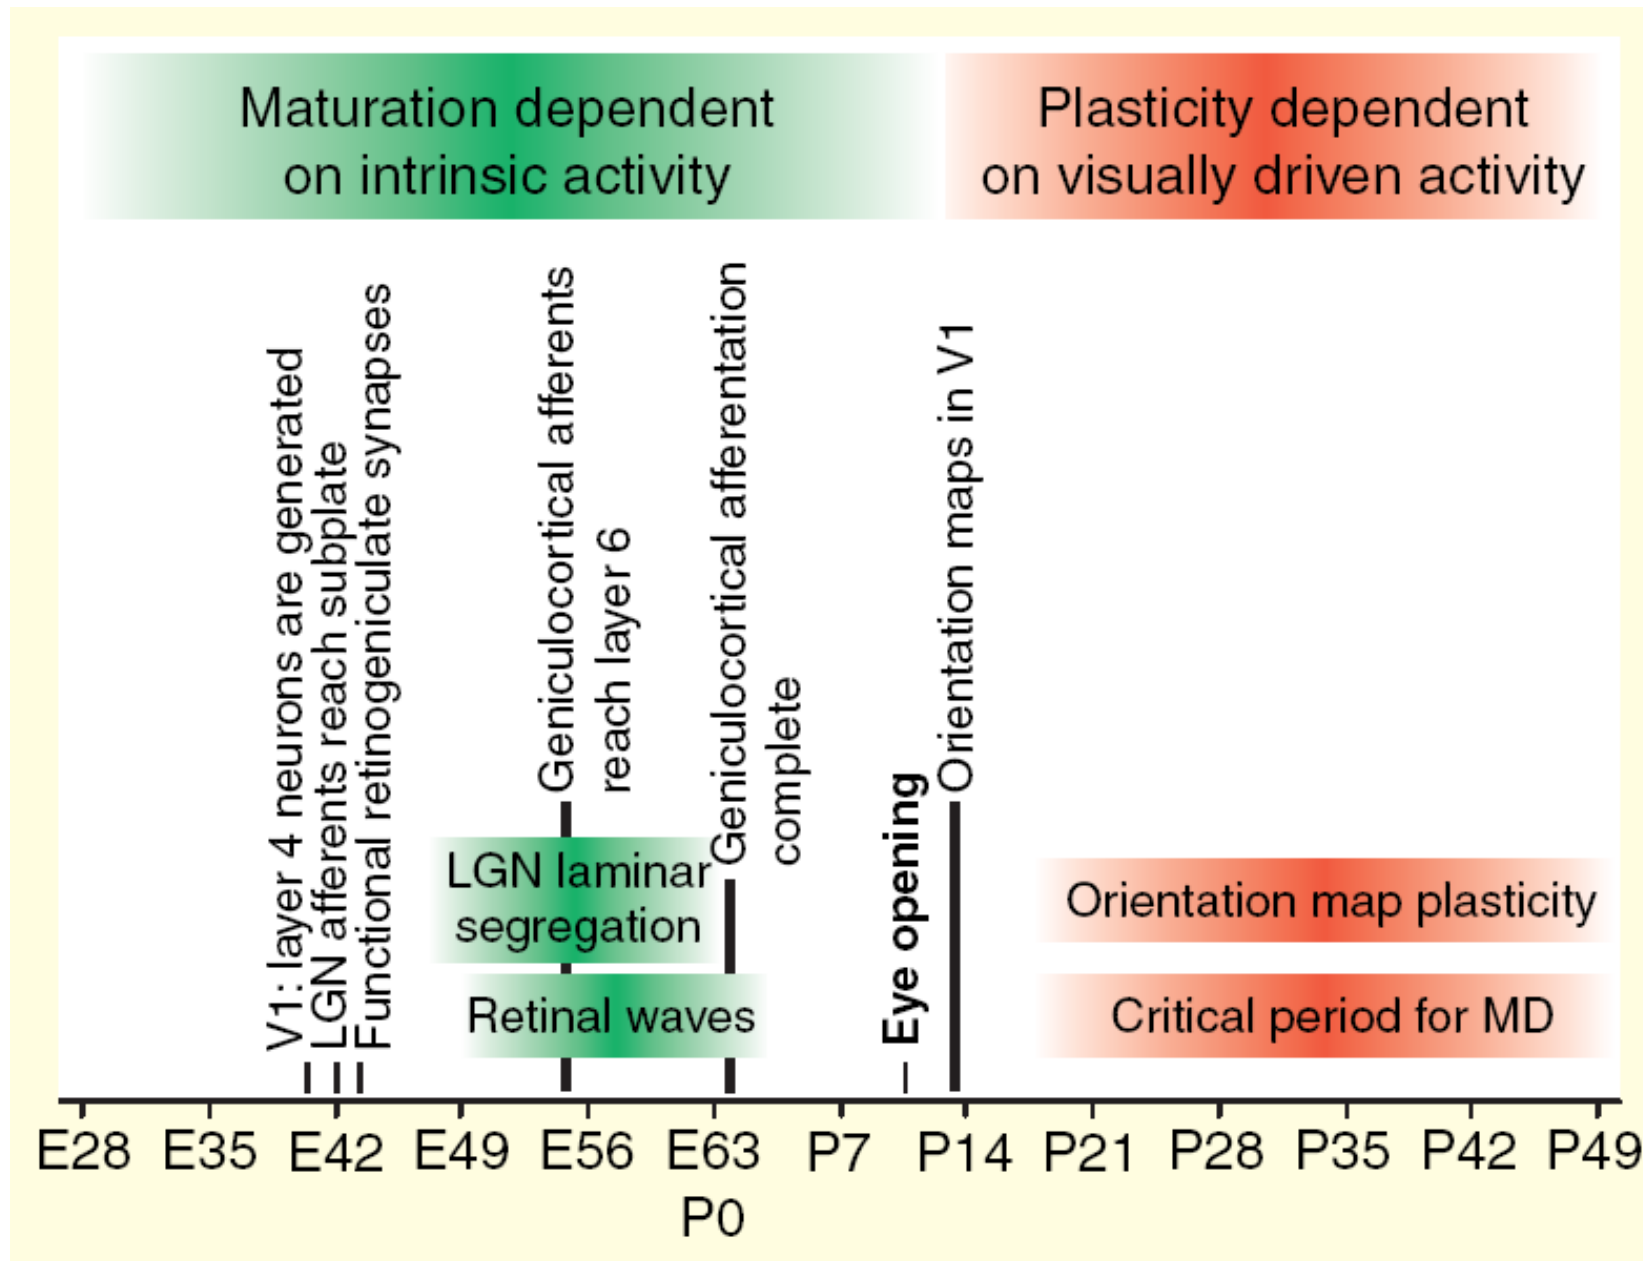 Maturation dependent
on intrinsic activity
Plasticity dependent
on visually driven activity
V1: layer 4 neurons are generated
LGN afferents reach subplate
Functional retinogeniculate synapses
Geniculocortical afferents
reach layer 6
Geniculocortical afferentation
complete
Eye opening
Orientation maps in V1
LGN laminar
segregation
Retinal waves
Orientation map plasticity
Critical period for MD
E28 E35 E42 E49 E56 E63 P7 P14 P21 P28 P35 P42 P49
P0